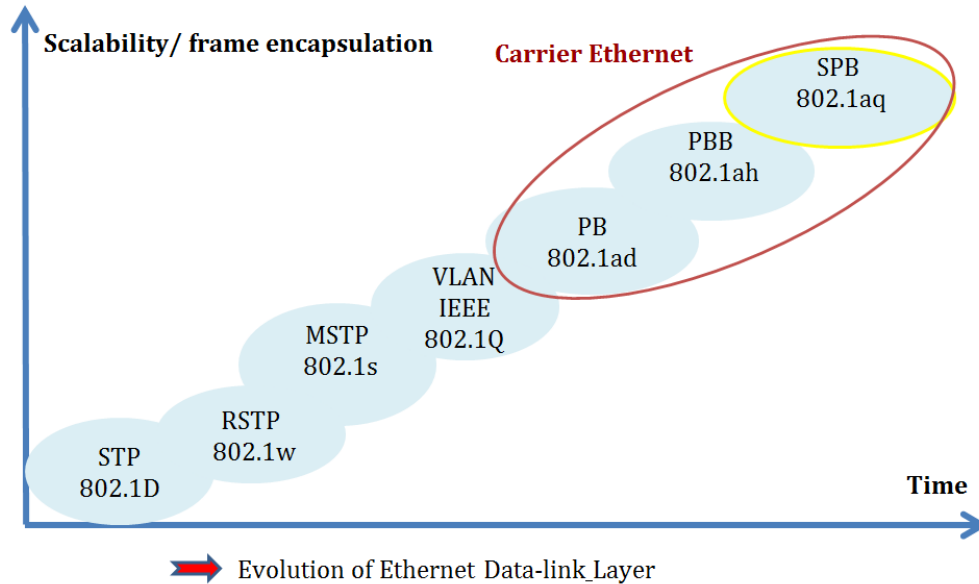 Scalability/ frame encapsulation
Carrier Ethernet
SPB
802.1aq
PBB
802.1ah
PB
802.1ad
VLAN
IEEE
802.1Q
MSTP
802.1s
RSTP
802.1w
STP
802.1D
Time
Evolution of Ethernet Data-link_Layer